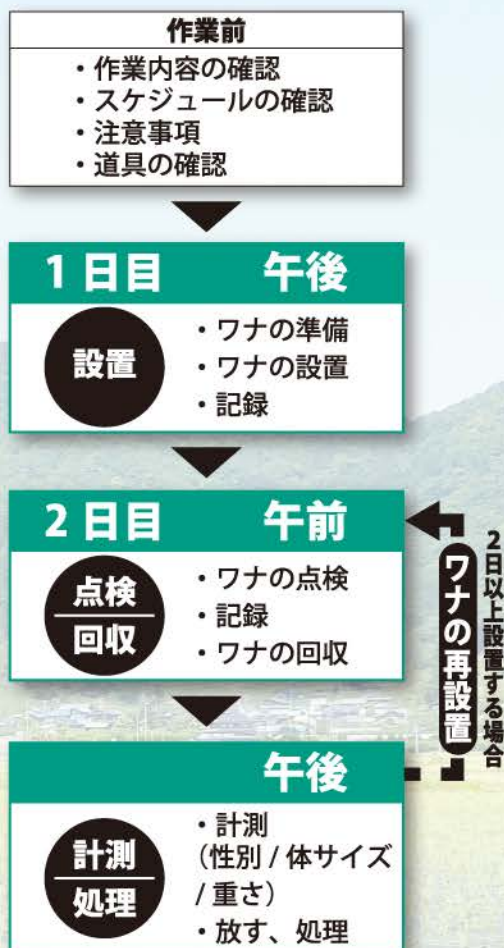 作業前
・作業内容の確認
・スケジュールの確認
・注意事項
・道具の確認
1日目 午後
設置
・ワナの準備
・ワナの設置
・記録
2日目 午前
点検
回収
・ワナの点検
・記録
・ワナの回収
2日以上設置する場合
ワナの再設置
午後
計測
処理
・計測
(性別 / 体サイズ
/ 重さ)
・放す、処理